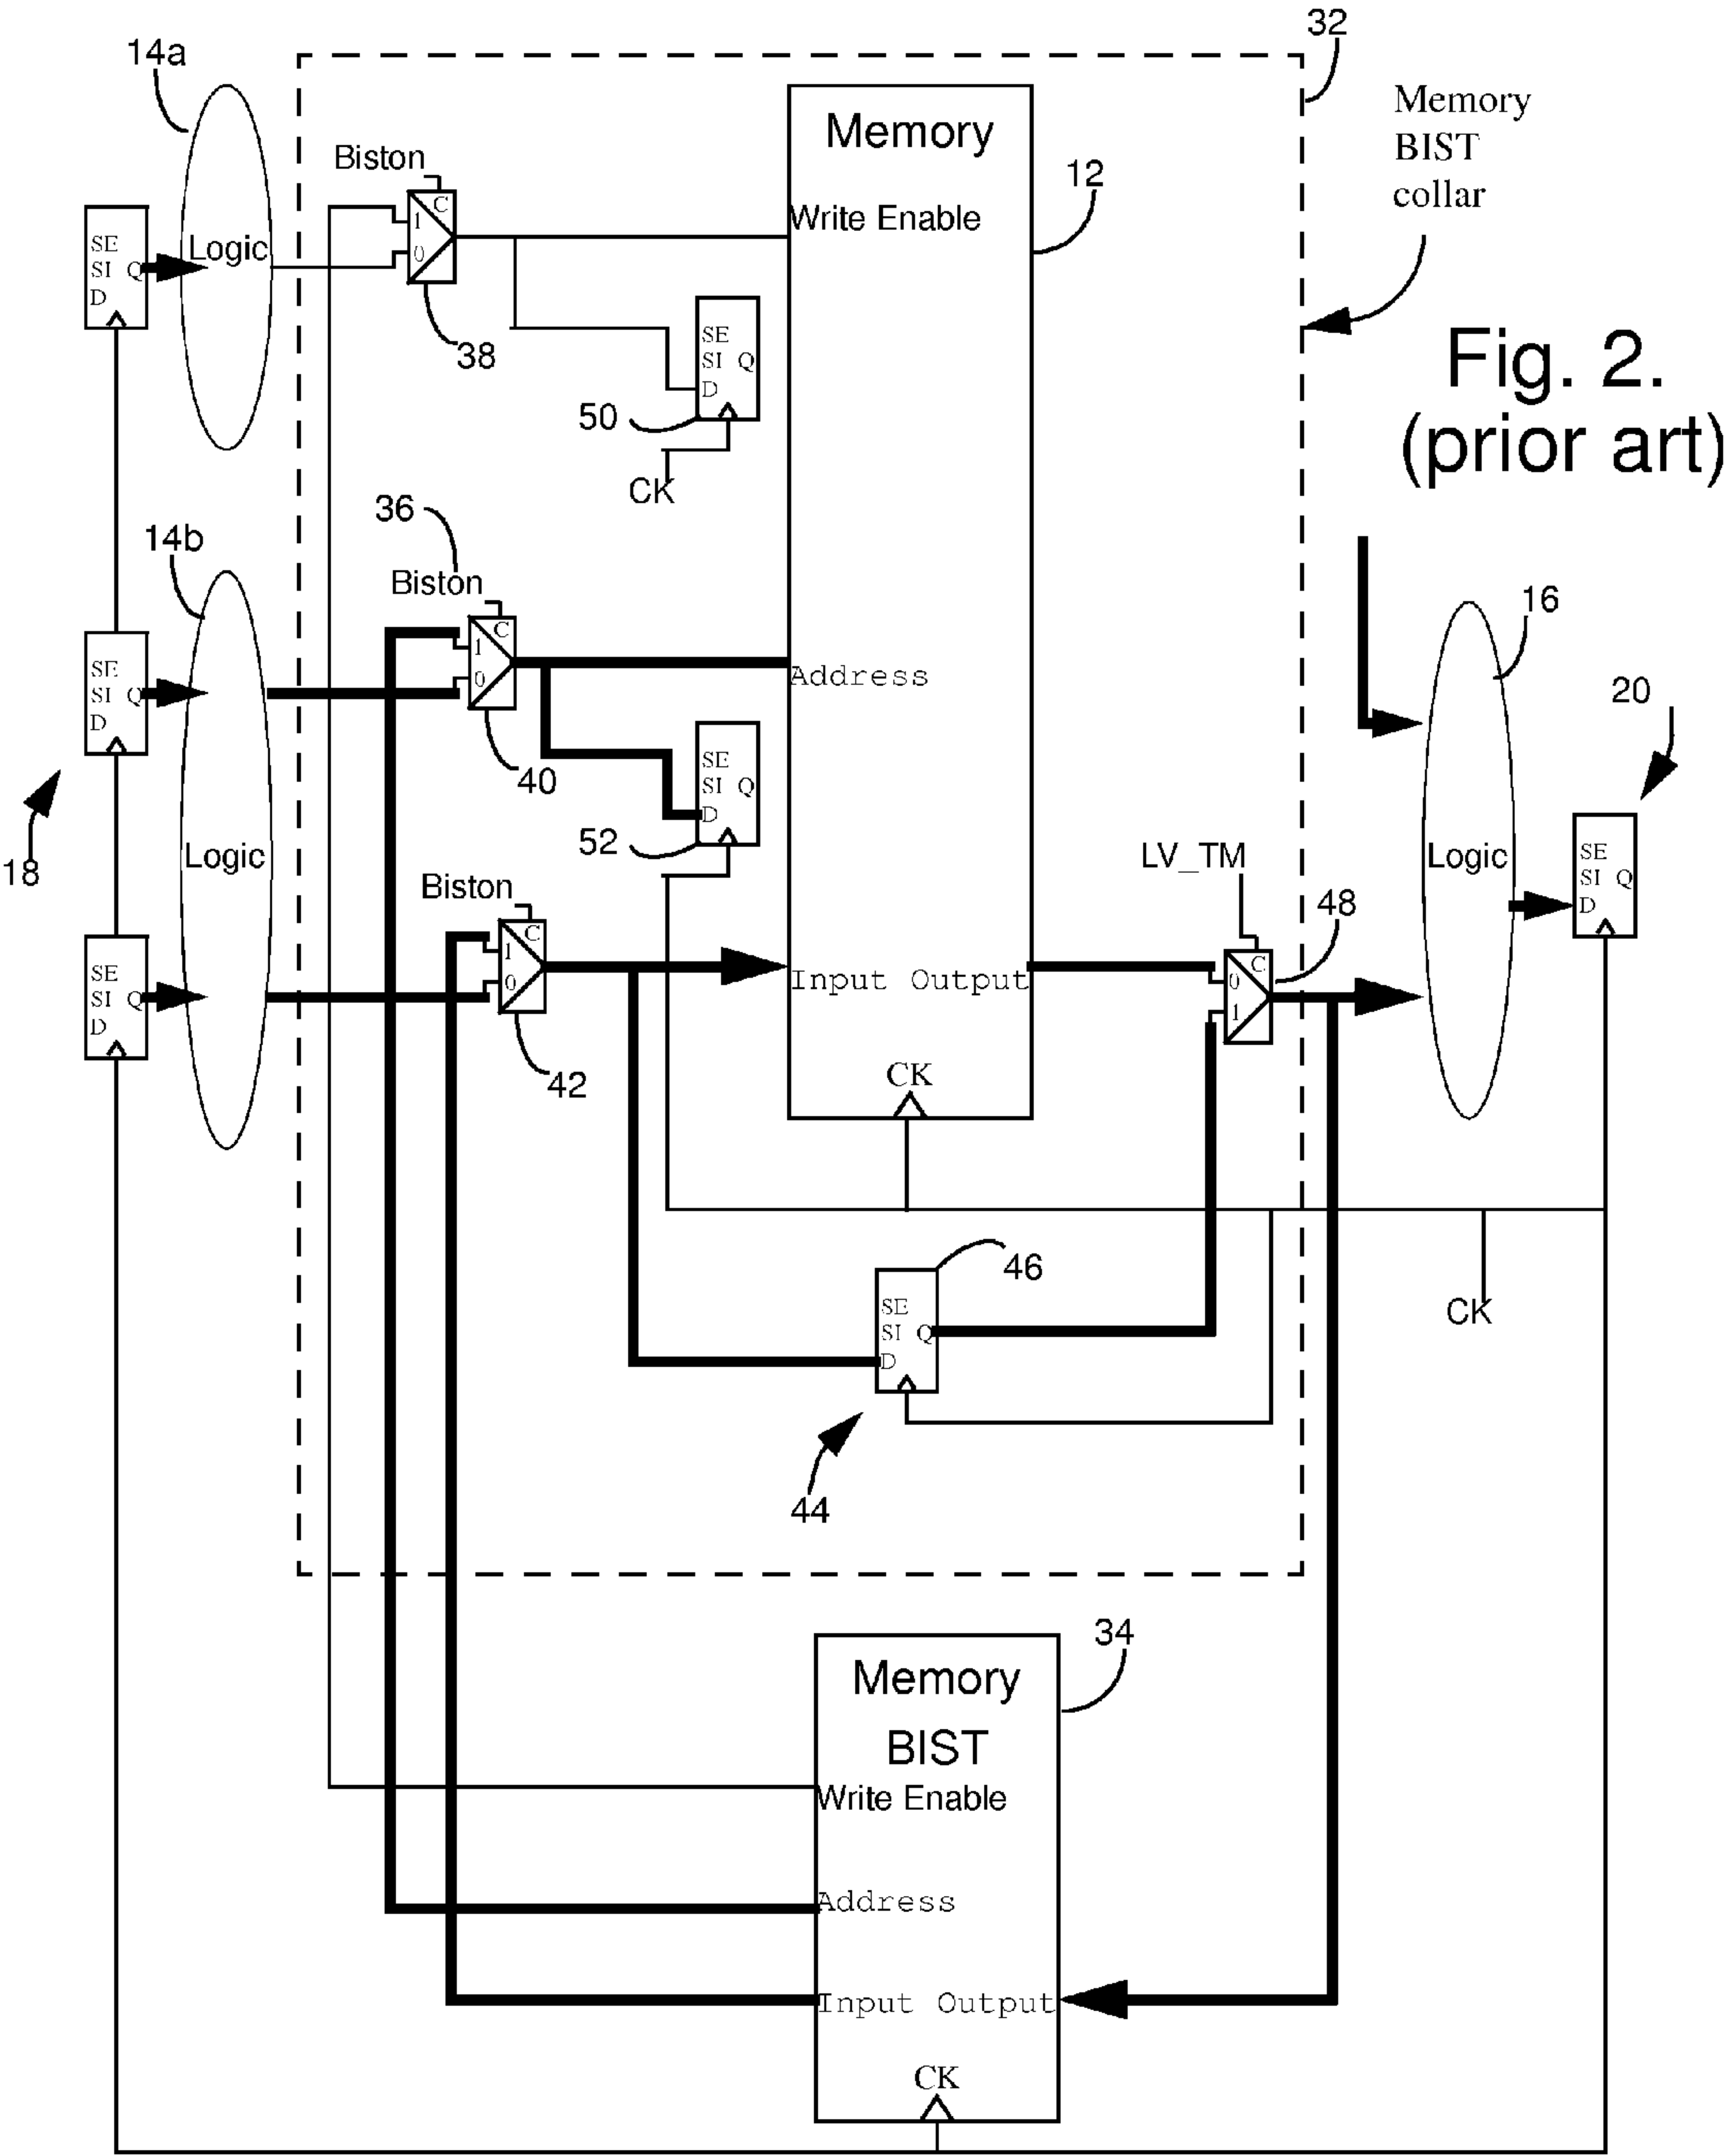 32
14a
Memory
BIST
collar
Memory
12
Biston
C
1
0
Write Enable
SE
SI Q
D
Logic
38
SE
SI Q
D
50
CK
Fig. 2.
(prior art)
36
14b
Biston
C
1
0
16
SE
SI Q
D
Address
20
40
SE
SI Q
D
52
18
Logic
LV_TM
Logic
SE
SI Q
D
Biston
C
1
0
48
C
0
1
SE
SI Q
D
Input Output
42
CK
46
SE
SI Q
D
CK
44
34
Memory
BIST
Write Enable
Address
Input Output
CK